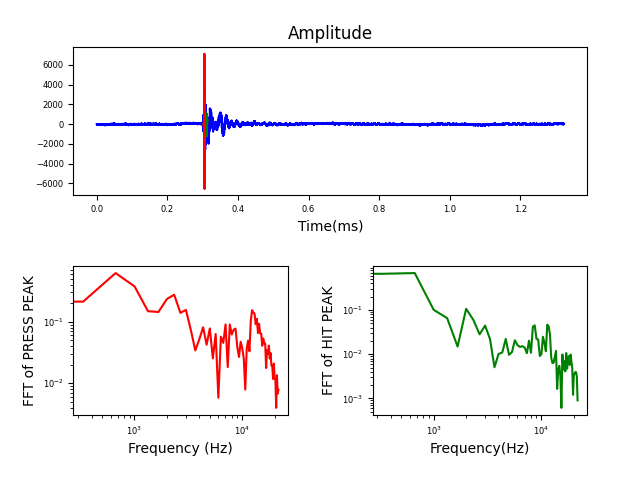 Amplitude
6000
4000
2000
0
−2000
−4000
−6000
0.0 0.2 0.4 0.6 0.8 1.0 1.2
Time(ms)
FFT of PRESS PEAK
10⁻¹
10⁻²
10³ 10⁴
Frequency (Hz)
FFT of HIT PEAK
10⁻¹
10⁻²
10⁻³
10³ 10⁴
Frequency(Hz)